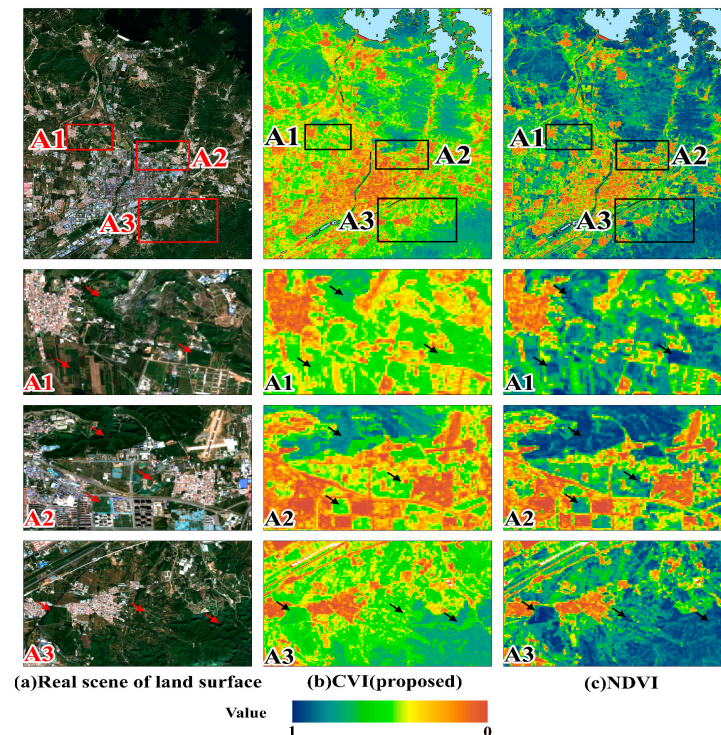 A1
A2
A3
A1
A2
A3
A1
A2
A3
A1
A1
A1
A2
A2
A2
A3
A3
A3
(a)Real scene of land surface
(b)CVI(proposed)
(c)NDVI
Value
1
0